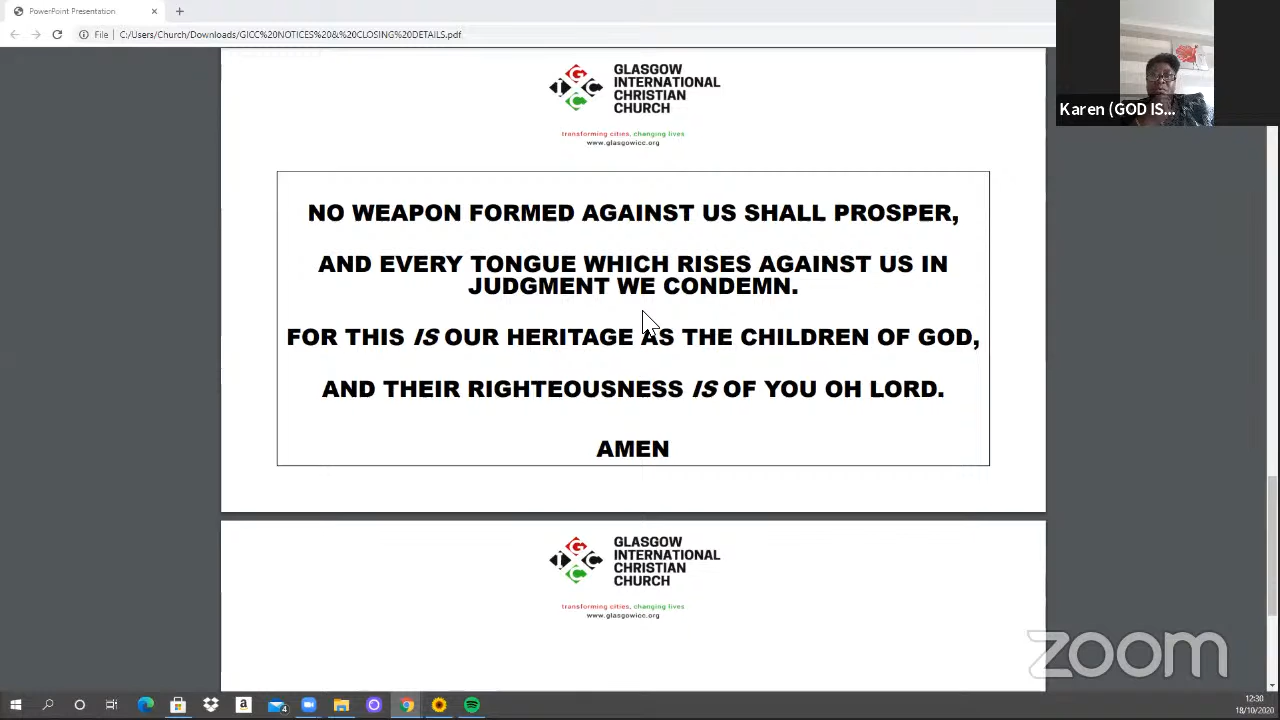 PowerPoint Presentation
File | C:/Users/Church/Downloads/GICC%20NOTICES%20&%20CLOSING%20DETAILS.pdf
Karen (GOD IS...
GLASGOW
INTERNATIONAL
CHRISTIAN
CHURCH
transforming cities, changing lives
www.glasgowicc.org
NO WEAPON FORMED AGAINST US SHALL PROSPER,
AND EVERY TONGUE WHICH RISES AGAINST US IN
JUDGMENT WE CONDEMN.
FOR THIS IS OUR HERITAGE AS THE CHILDREN OF GOD,
AND THEIR RIGHTEOUSNESS IS OF YOU OH LORD.
AMEN
GLASGOW
INTERNATIONAL
CHRISTIAN
CHURCH
transforming cities, changing lives
www.glasgowicc.org
zoom
12:30
18/10/2020